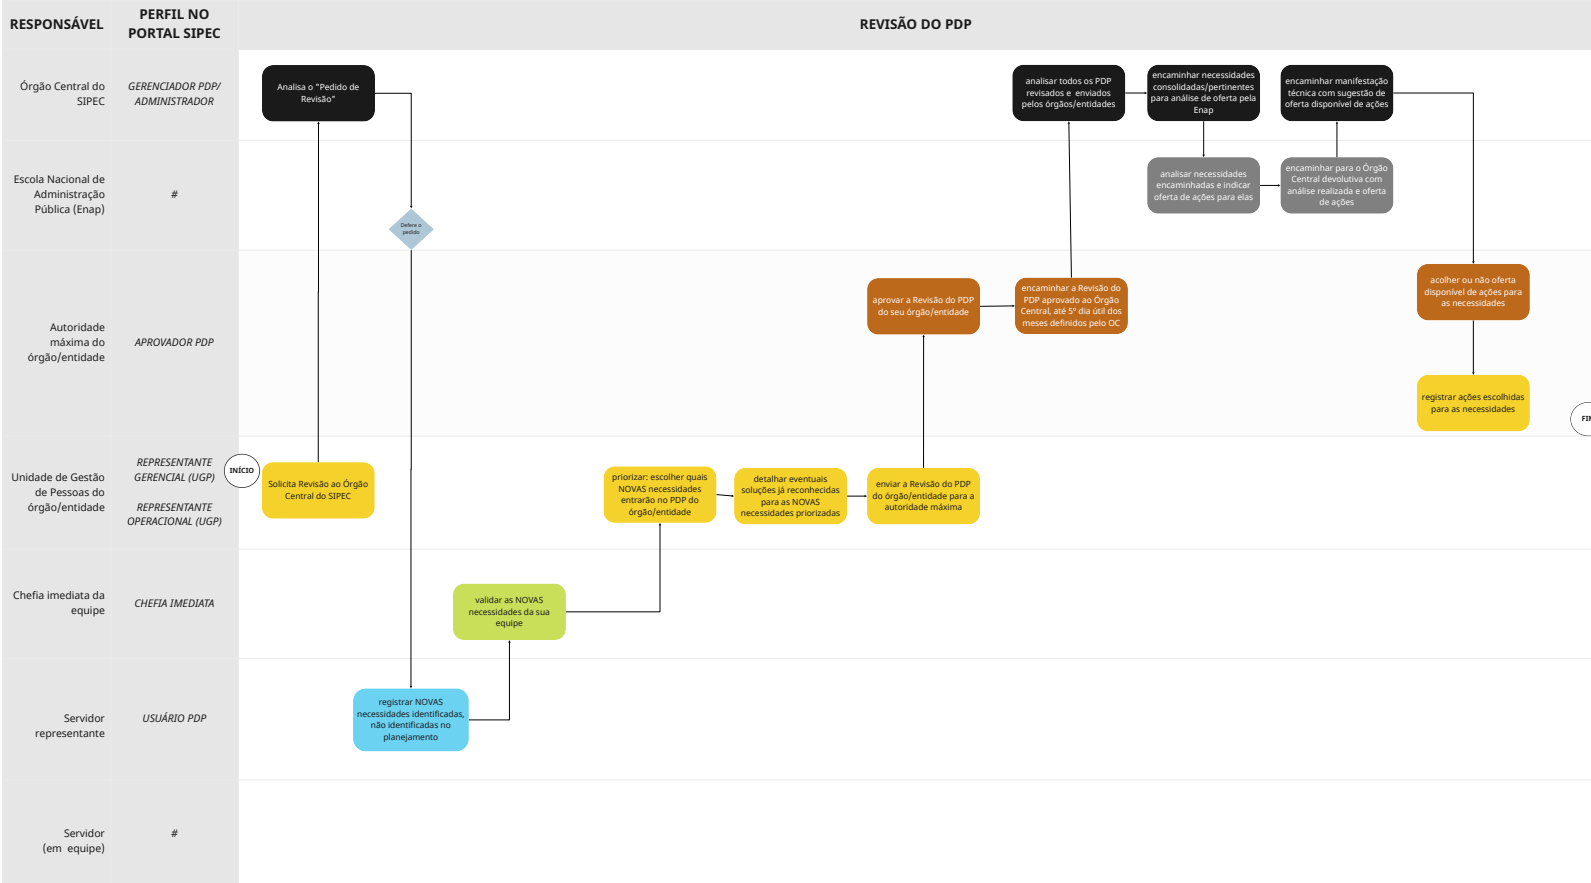 RESPONSÁVEL
PERFIL NO
PORTAL SIPEC
REVISÃO DO PDP
Órgão Central do
SIPEC
GERENCIADOR PDP/
ADMINISTRADOR
Analisa o "Pedido de
Revisão"
analisar todos os PDP
revisados e enviados
pelos órgãos/entidades
encaminhar necessidades
consolidadas/pertinentes
para análise de oferta pela
Enap
encaminhar manifestação
técnica com sugestão de
oferta disponível de ações
Escola Nacional de
Administração
Pública (Enap)
#
Defere o
pedido
analisar necessidades
encaminhadas e indicar
oferta de ações para elas
encaminhar para o Órgão
Central devolutiva com
análise realizada e oferta
de ações
Autoridade
máxima do
órgão/entidade
APROVADOR PDP
aprovar a Revisão do PDP
do seu órgão/entidade
encaminhar a Revisão do
PDP aprovado ao Órgão
Central, até 5º dia útil dos
meses definidos pelo OC
acolher ou não oferta
disponível de ações para
as necessidades
registrar ações escolhidas
para as necessidades
FIM
Unidade de Gestão
de Pessoas do
órgão/entidade
REPRESENTANTE
GERENCIAL (UGP)
REPRESENTANTE
OPERACIONAL (UGP)
INÍCIO
Solicita Revisão ao Órgão
Central do SIPEC
priorizar: escolher quais
NOVAS necessidades
entrarão no PDP do
órgão/entidade
detalhar eventuais
soluções já reconhecidas
para as NOVAS
necessidades priorizadas
enviar a Revisão do PDP
do órgão/entidade para a
autoridade máxima
Chefia imediata da
equipe
CHEFIA IMEDIATA
validar as NOVAS
necessidades da sua
equipe
Servidor
representante
USUÁRIO PDP
registrar NOVAS
necessidades identificadas,
não identificadas no
planejamento
Servidor
(em equipe)
#